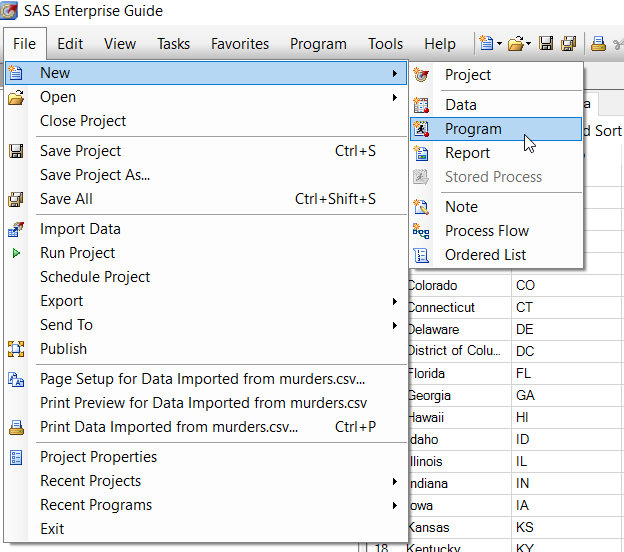 SAS Enterprise Guide
File Edit View Tasks Favorites Program Tools Help
New
Open
Close Project
Save Project Ctrl+S
Save Project As...
Save All Ctrl+Shift+S
Import Data
Run Project
Schedule Project
Export
Send To
Publish
Page Setup for Data Imported from murders.csv...
Print Preview for Data Imported from murders.csv
Print Data Imported from murders.csv... Ctrl+P
Project Properties
Recent Projects
Recent Programs
Exit
Project
Data
Program
Report
Stored Process
Note
Process Flow
Ordered List
Sort
Colorado CO
Connecticut CT
Delaware DE
District of Colu... DC
Florida FL
Georgia GA
Hawaii HI
Idaho ID
Illinois IL
Indiana IN
Iowa IA
Kansas KS
18 Kentucky KY